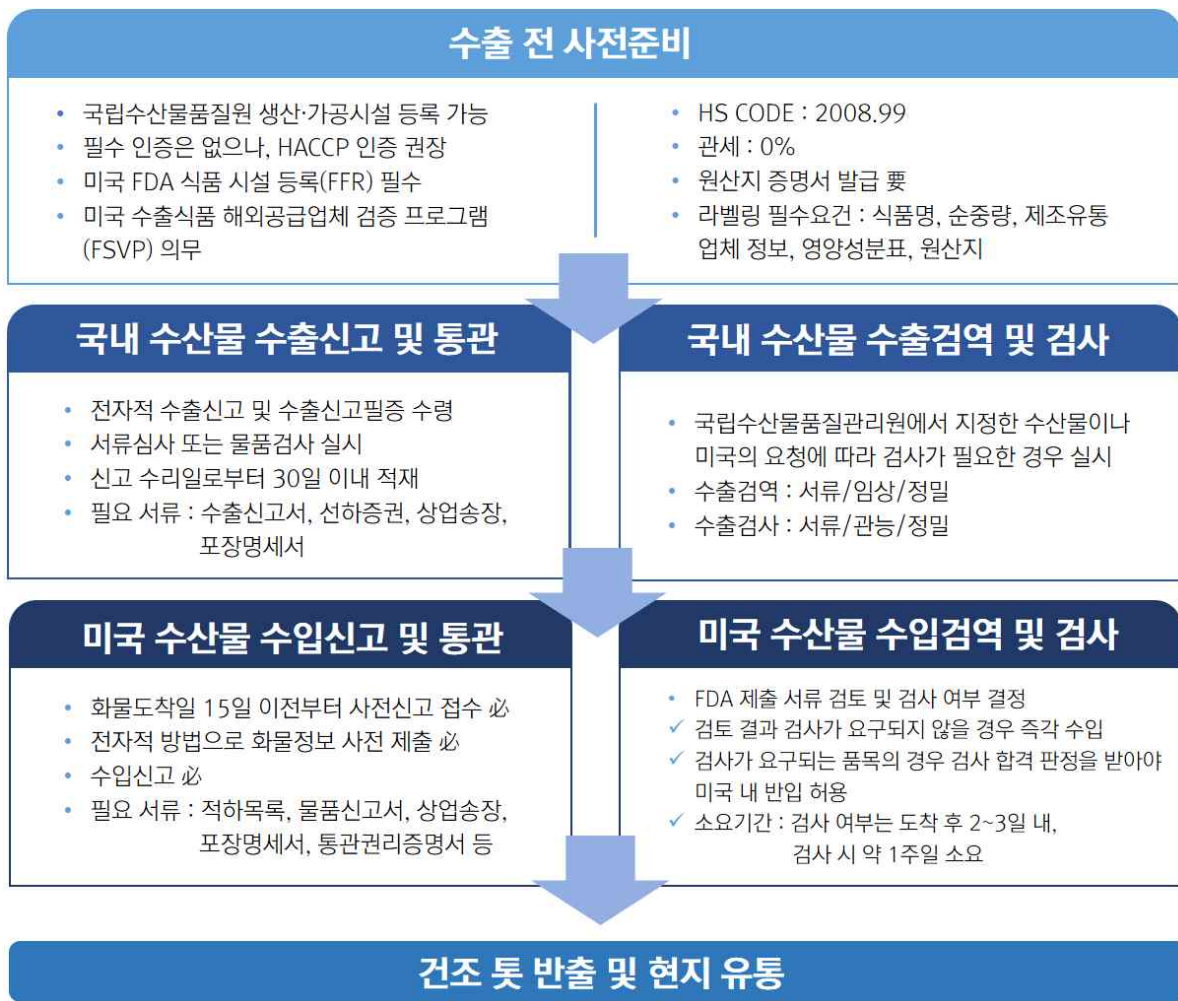 수출 전 사전준비
• 국립수산물품질원 생산·가공시설 등록 가능
• 필수 인증은 없으나, HACCP 인증 권장
• 미국 FDA 식품 시설 등록(FFR) 필수
• 미국 수출식품 해외공급업체 검증 프로그램
(FSVP) 의무
• HS CODE : 2008.99
• 관세 : 0%
• 원산지 증명서 발급 要
• 라벨링 필수요건 : 식품명, 순중량, 제조유통
업체 정보, 영양성분표, 원산지
국내 수산물 수출신고 및 통관
• 전자적 수출신고 및 수출신고필증 수령
• 서류심사 또는 물품검사 실시
• 신고 수리일로부터 30일 이내 적재
• 필요 서류 : 수출신고서, 선하증권, 상업송장,
포장명세서
국내 수산물 수출검역 및 검사
• 국립수산물품질관리원에서 지정한 수산물이나
미국의 요청에 따라 검사가 필요한 경우 실시
• 수출검역 : 서류/임상/정밀
• 수출검사 : 서류/관능/정밀
미국 수산물 수입신고 및 통관
• 화물도착일 15일 이전부터 사전신고 접수 必
• 전자적 방법으로 화물정보 사전 제출 必
• 수입신고 必
• 필요 서류 : 적하목록, 물품신고서, 상업송장,
포장명세서, 통관권리증명서 등
미국 수산물 수입검역 및 검사
• FDA 제출 서류 검토 및 검사 여부 결정
✓ 검토 결과 검사가 요구되지 않을 경우 즉각 수입
✓ 검사가 요구되는 품목의 경우 검사 합격 판정을 받아야
미국 내 반입 허용
✓ 소요기간 : 검사 여부는 도착 후 2~3일 내,
검사 시 약 1주일 소요
건조 톳 반출 및 현지 유통